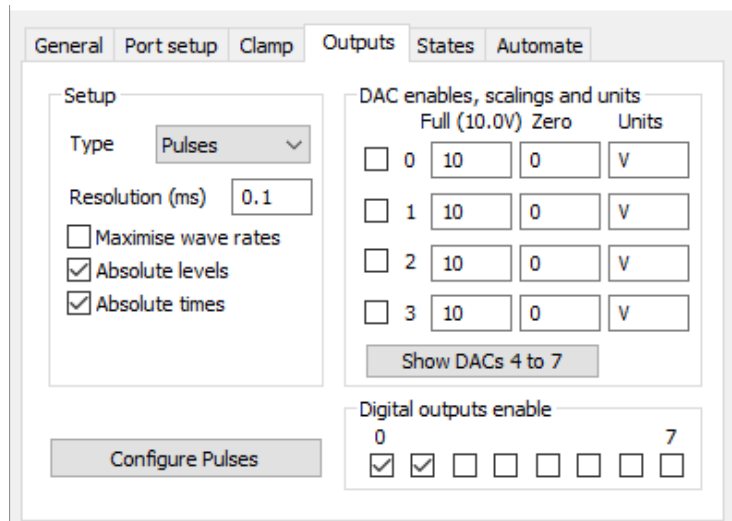 General Port setup Clamp Outputs States Automate
Setup
Type Pulses
Resolution (ms) 0.1
Maximise wave rates
Absolute levels
Absolute times
Configure Pulses
DAC enables, scalings and units
Full (10.0V) Zero Units
0 10 0 V
1 10 0 V
2 10 0 V
3 10 0 V
Show DACs 4 to 7
Digital outputs enable
0 7